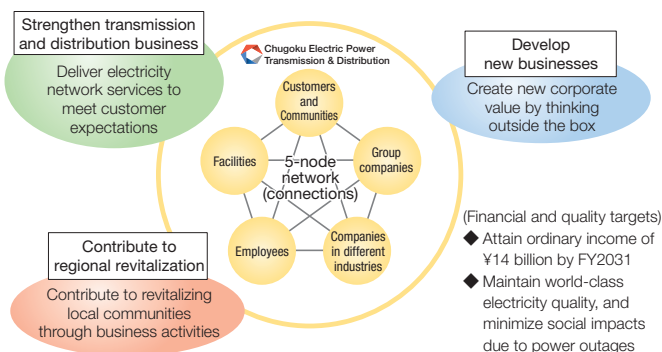 Strengthen transmission
and distribution business
Deliver electricity
network services to
meet customer
expectations
Chugoku Electric Power
Transmission & Distribution
Customers
and
Communities
Facilities
5-node
network
(connections)
Group
companies
Employees
Companies
in different
industries
Develop
new businesses
Create new corporate
value by thinking
outside the box
Contribute to
regional revitalization
Contribute to revitalizing
local communities
through business activities
(Financial and quality targets)
◆ Attain ordinary income of
¥14 billion by FY2031
◆ Maintain world-class
electricity quality, and
minimize social impacts
due to power outages